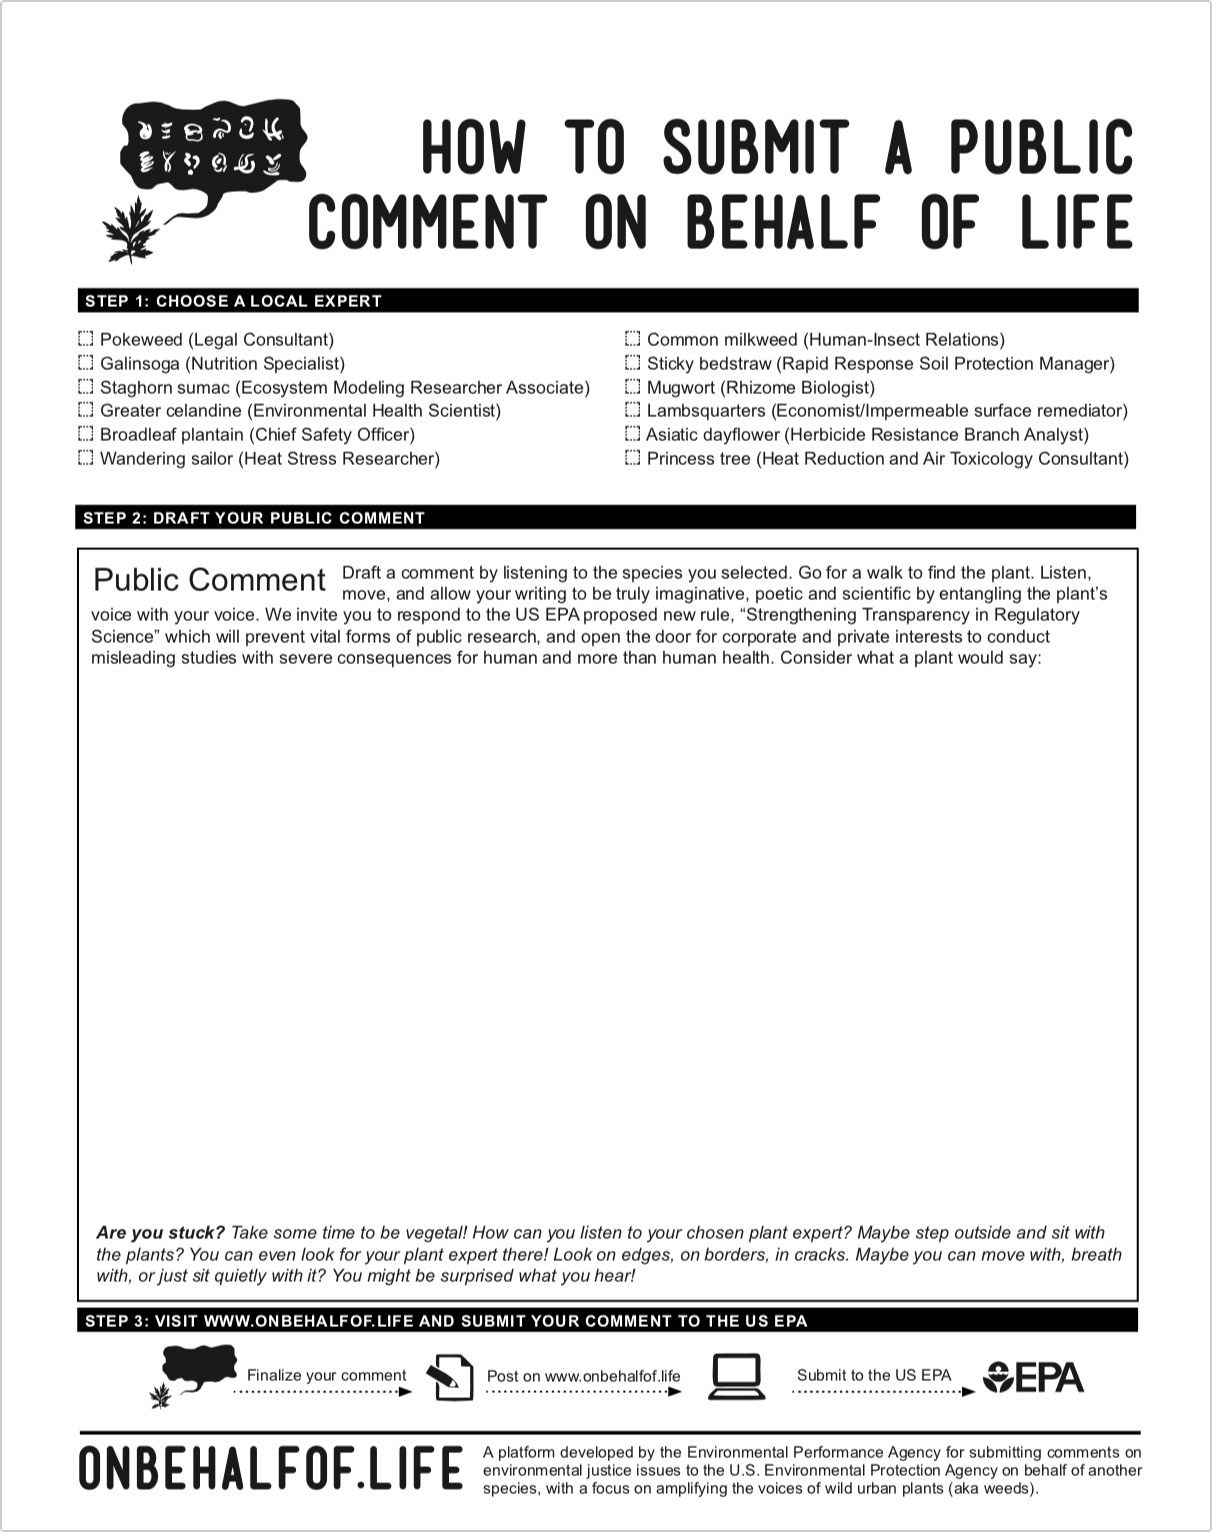 HOW TO SUBMIT A PUBLIC
COMMENT ON BEHALF OF LIFE
STEP 1: CHOOSE A LOCAL EXPERT
Pokeweed (Legal Consultant)
Galinsoga (Nutrition Specialist)
Staghorn sumac (Ecosystem Modeling Researcher Associate)
Greater celandine (Environmental Health Scientist)
Broadleaf plantain (Chief Safety Officer)
Wandering sailor (Heat Stress Researcher)
Common milkweed (Human-Insect Relations)
Sticky bedstraw (Rapid Response Soil Protection Manager)
Mugwort (Rhizome Biologist)
Lambsquarters (Economist/Impermeable surface remediator)
Asiatic dayflower (Herbicide Resistance Branch Analyst)
Princess tree (Heat Reduction and Air Toxicology Consultant)
STEP 2: DRAFT YOUR PUBLIC COMMENT
Public Comment Draft a comment by listening to the species you selected. Go for a walk to find the plant. Listen,
move, and allow your writing to be truly imaginative, poetic and scientific by entangling the plant's
voice with your voice. We invite you to respond to the US EPA proposed new rule, “Strengthening Transparency in Regulatory
Science” which will prevent vital forms of public research, and open the door for corporate and private interests to conduct
misleading studies with severe consequences for human and more than human health. Consider what a plant would say:
Are you stuck? Take some time to be vegetal! How can you listen to your chosen plant expert? Maybe step outside and sit with
the plants? You can even look for your plant expert there! Look on edges, on borders, in cracks. Maybe you can move with, breath
with, or just sit quietly with it? You might be surprised what you hear!
STEP 3: VISIT WWW.ONBEHALFOF.LIFE AND SUBMIT YOUR COMMENT TO THE US EPA
Finalize your comment
Post on www.onbehalfof.life
Submit to the US EPA
EPA
ONBEHALFOF.LIFE
A platform developed by the Environmental Performance Agency for submitting comments on
environmental justice issues to the U.S. Environmental Protection Agency on behalf of another
species, with a focus on amplifying the voices of wild urban plants (aka weeds).